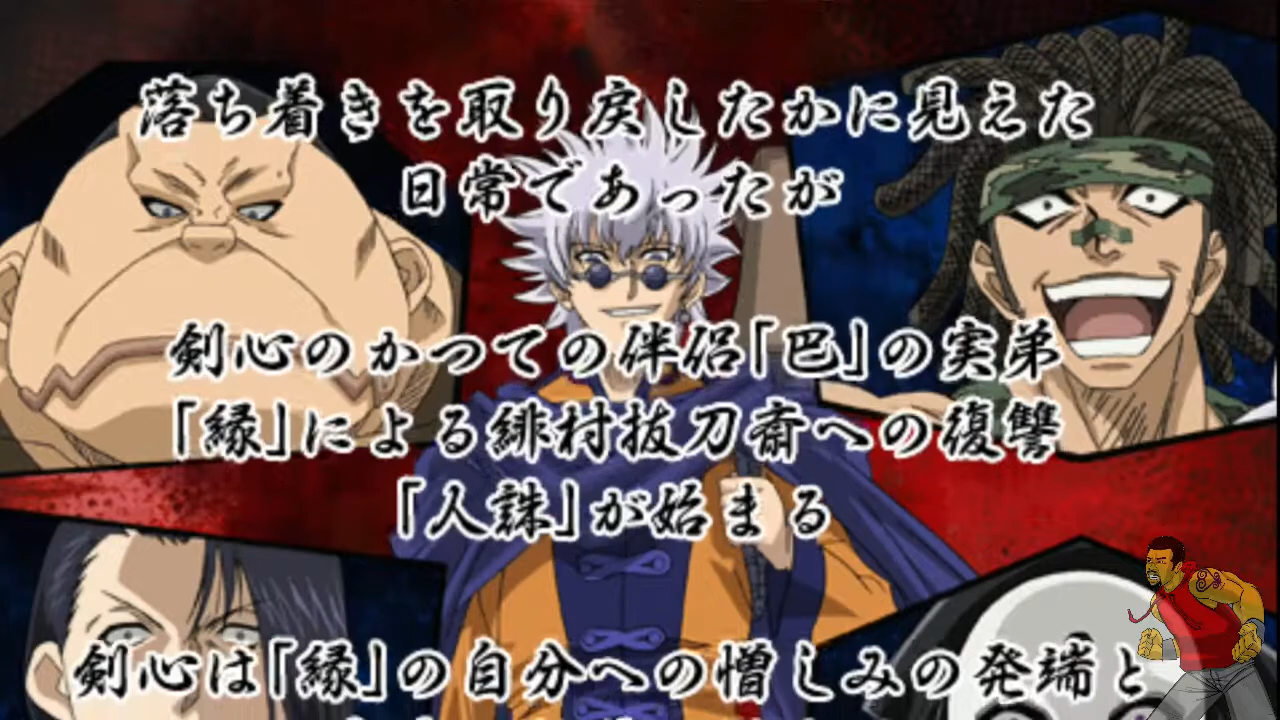 落ち着きを取り戻したかに見えた
日常であったが
剣心のかつての伴侶「巴」の実弟
「縁」による緋村抜刀斎への復讐
「人誅」が始まる
剣心は「縁」の自分への憎しみの発端と